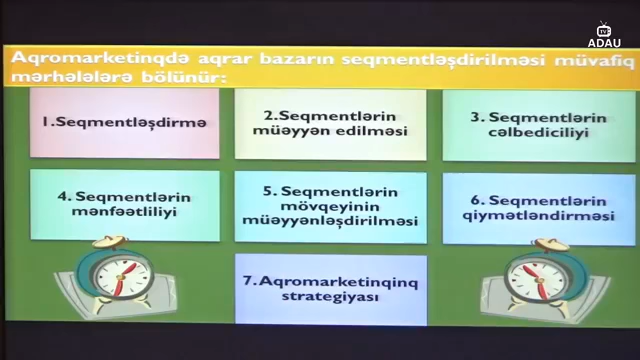 TV
ADAU
Aqromarketinqdə aqrar bazarın seqmentləşdirilməsi müvafiq
mərhələlərə bölünür:
1.Seqmentləşdirmə
2.Seqmentlərin
müəyyən edilməsi
3. Seqmentlərin
cəlbediciliyi
4. Seqmentlərin
mənfəətliliyi
5. Seqmentlərin
mövqeyinin
müəyyənləşdirilməsi
6. Seqmentlərin
qiymətləndirməsi
7. Aqromarketinqinq
strategiyası